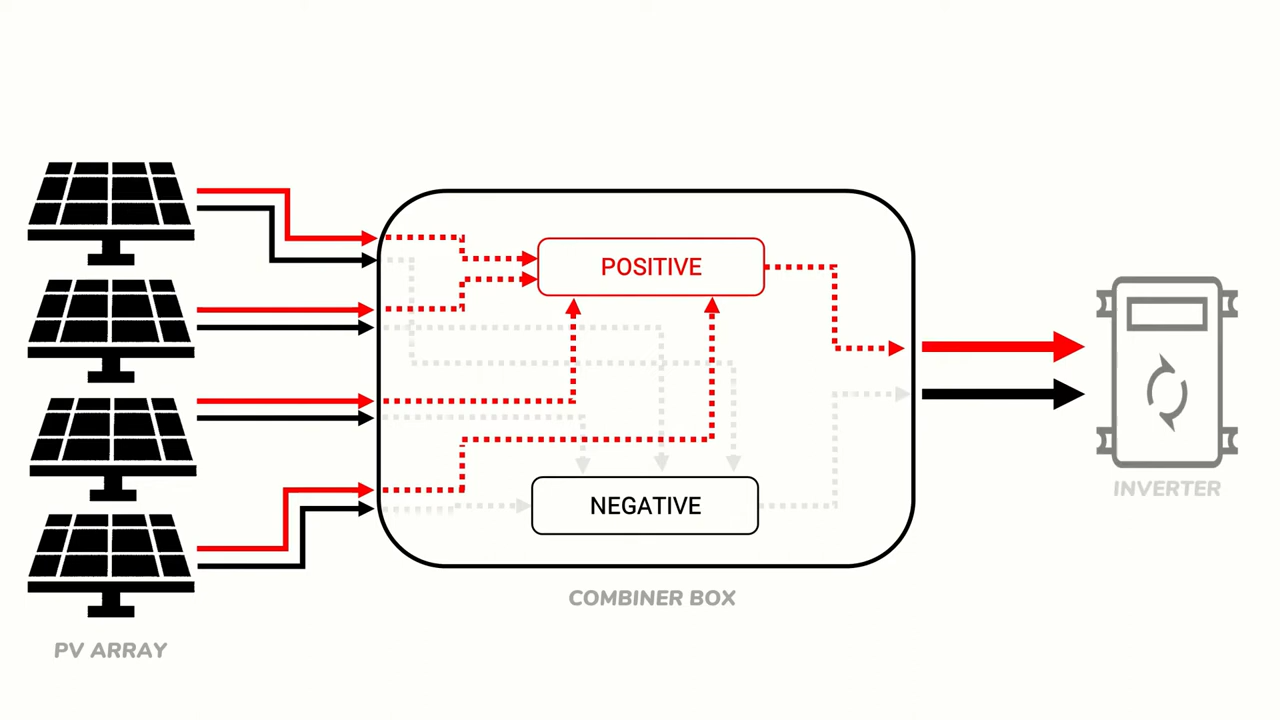 POSITIVE
NEGATIVE
INVERTER
COMBINER BOX
PV ARRAY